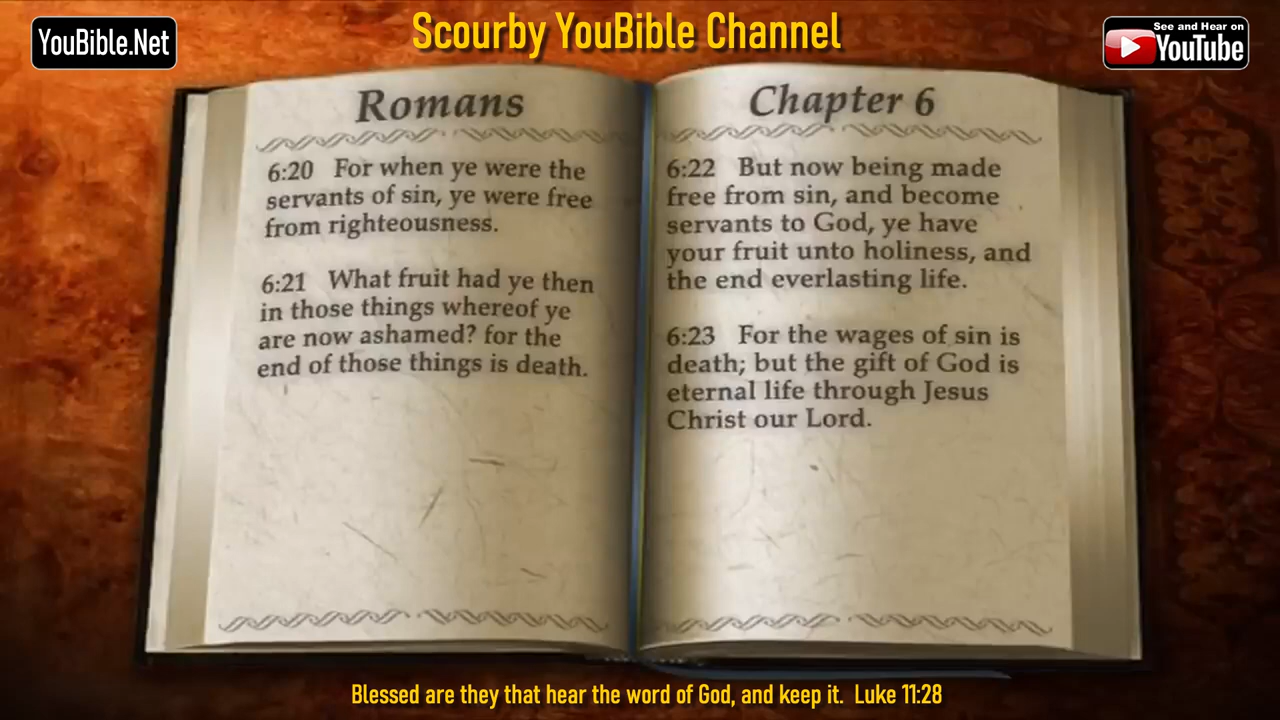 YouBible.Net
Scourby YouBible Channel
See and Hear on
YouTube
Romans
6:20 For when ye were the
servants of sin, ye were free
from righteousness.
6:21 What fruit had ye then
in those things whereof ye
are now ashamed? for the
end of those things is death.
Chapter 6
6:22 But now being made
free from sin, and become
servants to God, ye have
your fruit unto holiness, and
the end everlasting life.
6:23 For the wages of sin is
death; but the gift of God is
eternal life through Jesus
Christ our Lord.
Blessed are they that hear the word of God, and keep it. Luke 11:28